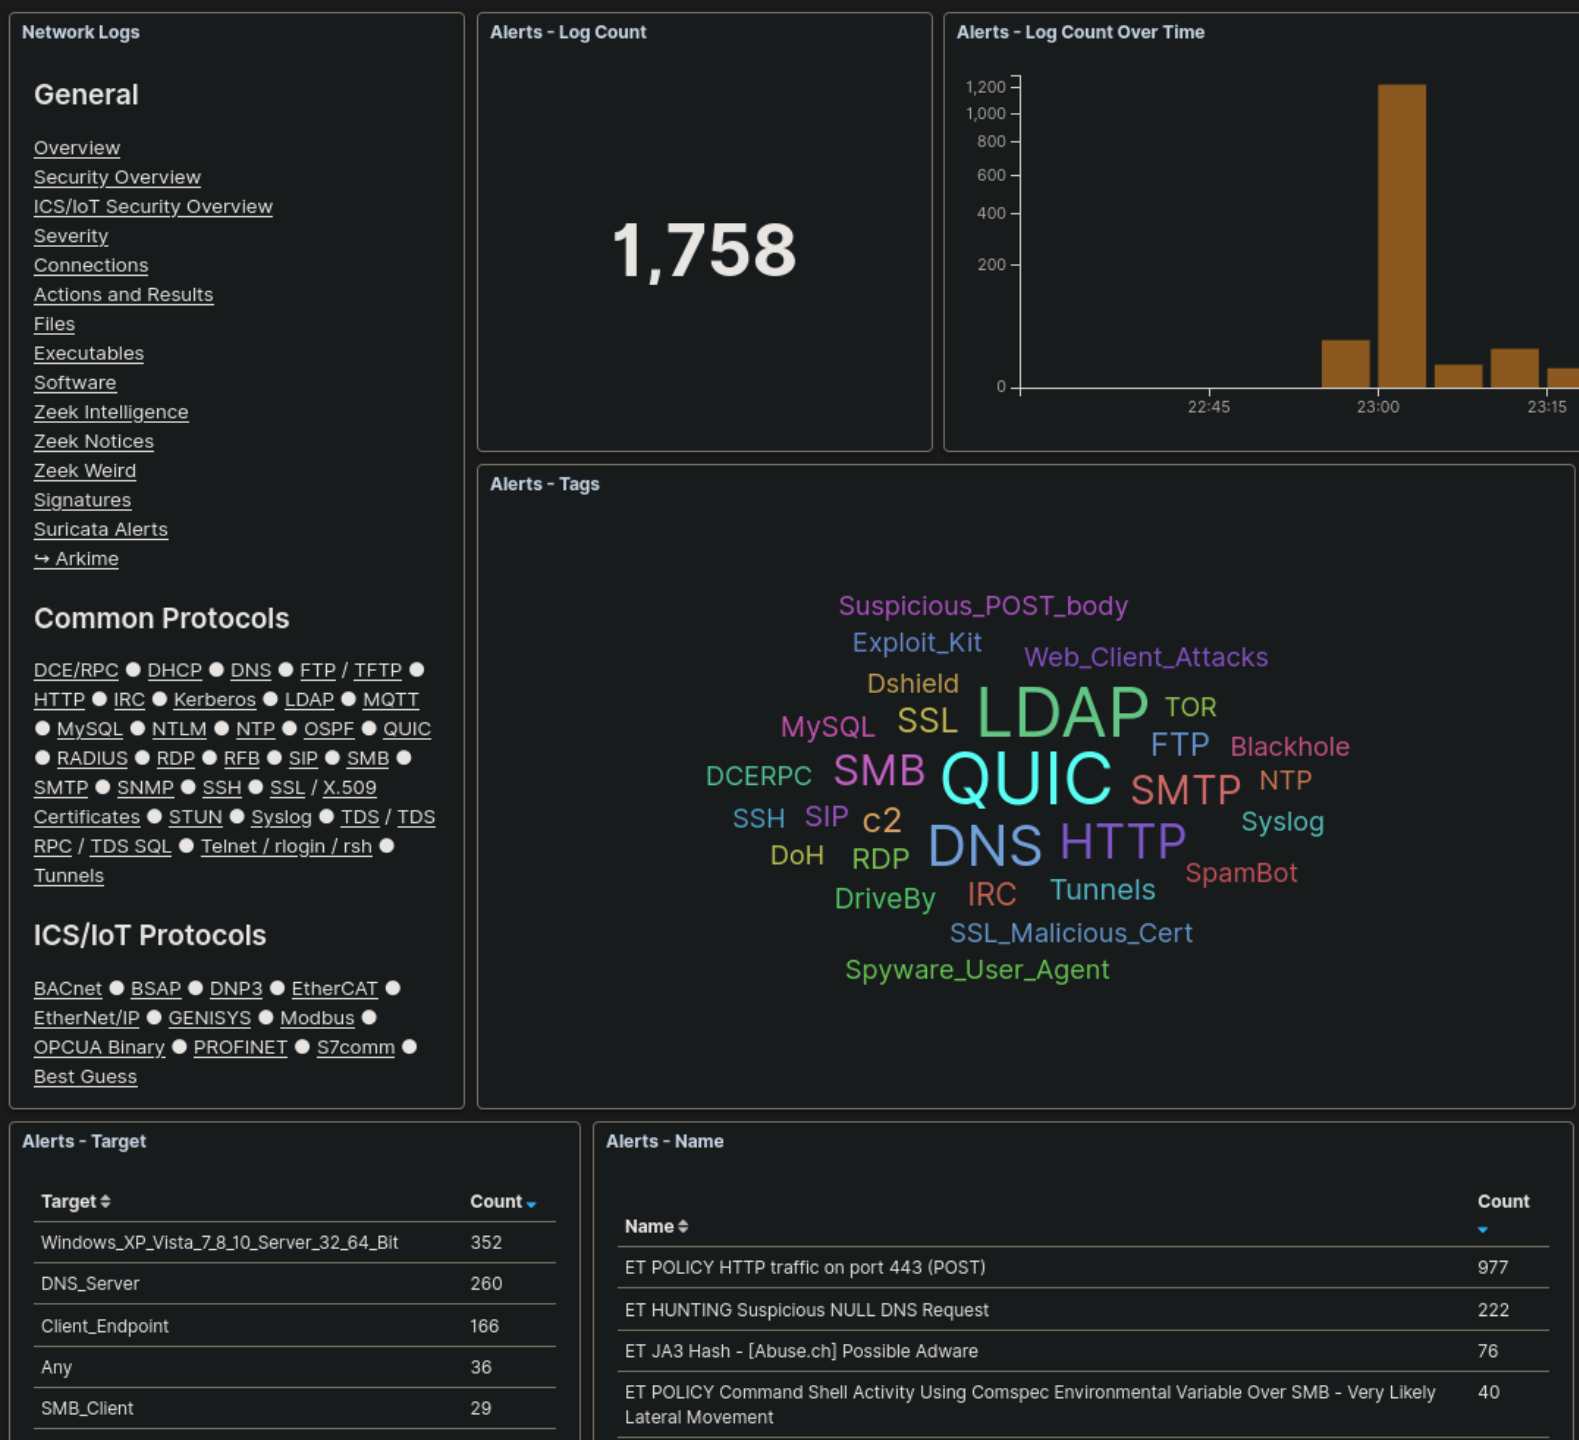 Network Logs
General
Overview
Security Overview
ICS/IoT Security Overview
Severity
Connections
Actions and Results
Files
Executables
Software
Zeek Intelligence
Zeek Notices
Zeek Weird
Signatures
Suricata Alerts
↪ Arkime
Common Protocols
DCE/RPC ● DHCP ● DNS ● FTP / TFTP ●
HTTP ● IRC ● Kerberos ● LDAP ● MQTT
● MySQL ● NTLM ● NTP ● OSPF ● QUIC
● RADIUS ● RDP ● RFB ● SIP ● SMB ●
SMTP ● SNMP ● SSH ● SSL / X.509
Certificates ● STUN ● Syslog ● TDS / TDS
RPC / TDS SQL ● Telnet / rlogin / rsh ●
Tunnels
ICS/IoT Protocols
BACnet ● BSAP ● DNP3 ● EtherCAT ●
EtherNet/IP ● GENISYS ● Modbus ●
OPCUA Binary ● PROFINET ● S7comm ●
Best Guess
Alerts - Log Count
1,758
Alerts - Log Count Over Time
1,200
1,000
800
600
400
200
0
22:45 23:00 23:15
Alerts - Tags
Suspicious_POST_body
Exploit_Kit
Web_Client_Attacks
Dshield
LDAP
TOR
MySQL
SSL
FTP
Blackhole
DCERPC
SMB
QUIC
SMTP
NTP
SSH
SIP
c2
DNS
HTTP
Syslog
DoH
RDP
SpamBot
DriveBy
IRC
Tunnels
SSL_Malicious_Cert
Spyware_User_Agent
Alerts - Target
Target Count
Windows_XP_Vista_7_8_10_Server_32_64_Bit 352
DNS_Server 260
Client_Endpoint 166
Any 36
SMB_Client 29
Alerts - Name
Name Count
ET POLICY HTTP traffic on port 443 (POST) 977
ET HUNTING Suspicious NULL DNS Request 222
ET JA3 Hash - [Abuse.ch] Possible Adware 76
ET POLICY Command Shell Activity Using Comspec Environmental Variable Over SMB - Very Likely 40
Lateral Movement